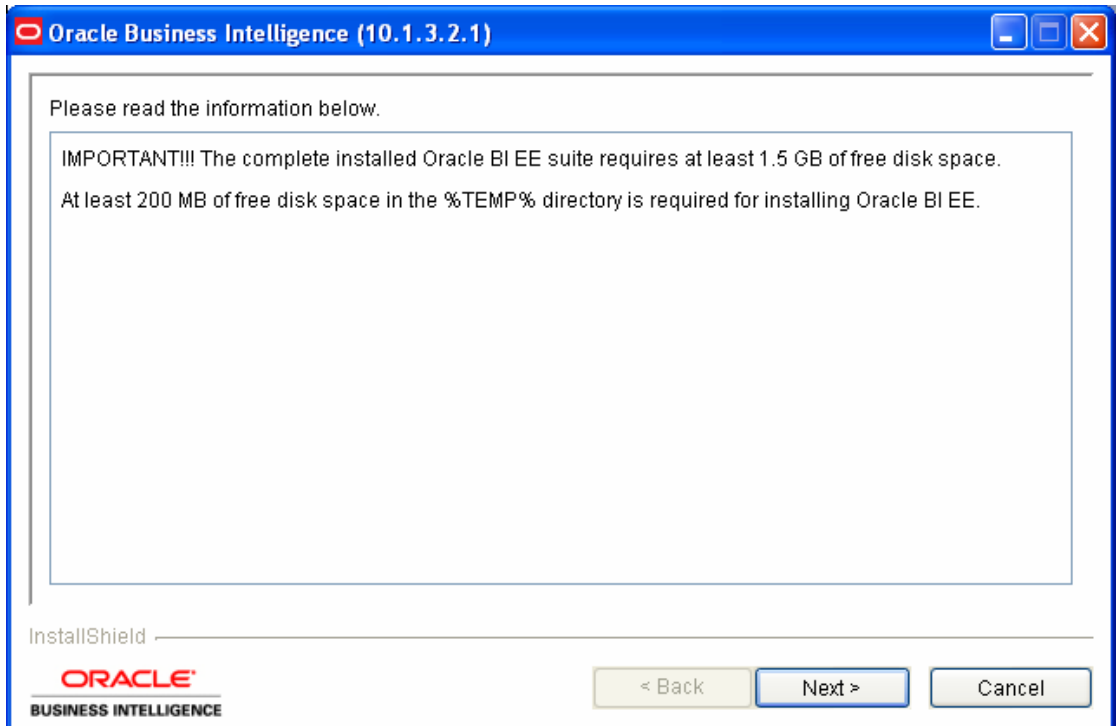 Oracle Business Intelligence (10.1.3.2.1)
Please read the information below.
IMPORTANT!!! The complete installed Oracle BI EE suite requires at least 1.5 GB of free disk space.
At least 200 MB of free disk space in the %TEMP% directory is required for installing Oracle BI EE.
InstallShield
ORACLE
BUSINESS INTELLIGENCE
< Back
Next >
Cancel